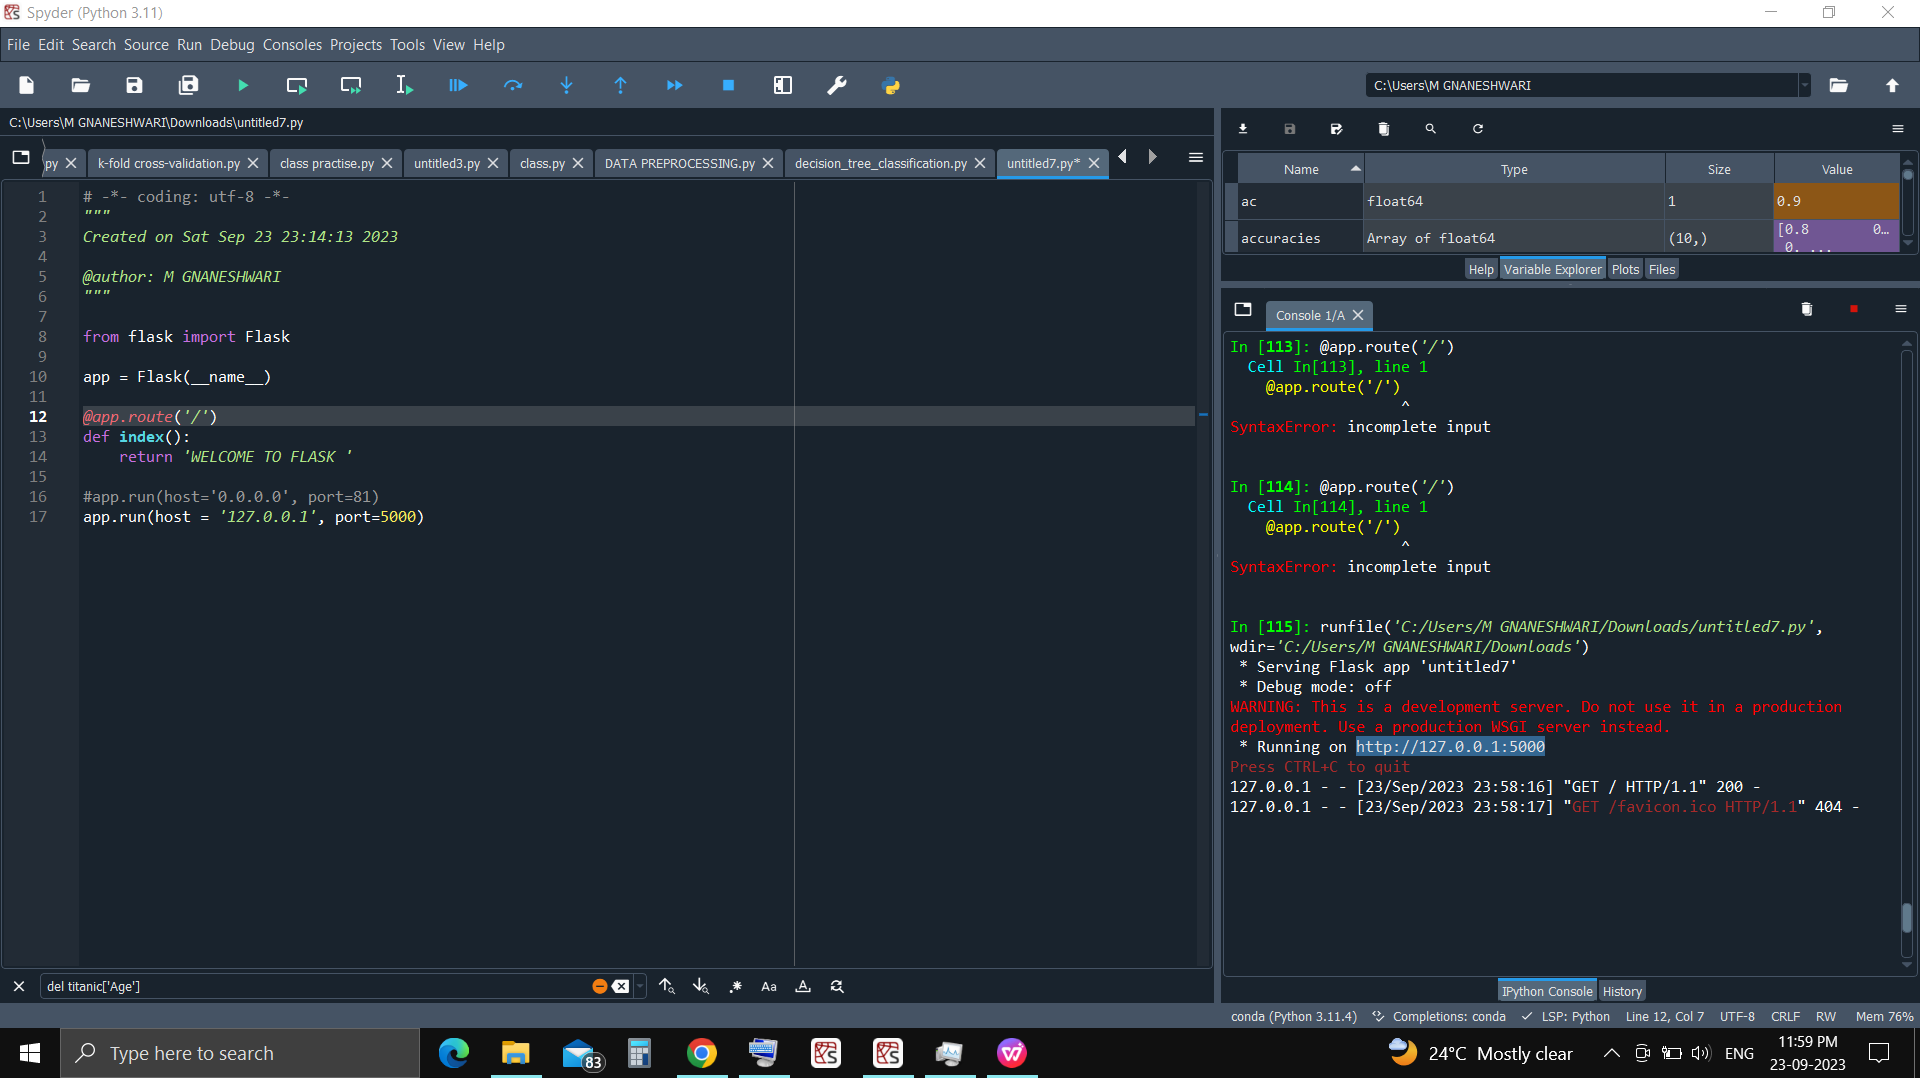 Spyder (Python 3.11)
File Edit Search Source Run Debug Consoles Projects Tools View Help
C:\Users\M GNANESHWARI
C:\Users\M GNANESHWARI\Downloads\untitled7.py
py k-fold cross-validation.py class practise.py untitled3.py class.py DATA PREPROCESSING.py decision_tree_classification.py untitled7.py*
1 # -*- coding: utf-8 -*-
2 """
3 Created on Sat Sep 23 23:14:13 2023
4
5 @author: M GNANESHWARI
6 """
7
8 from flask import Flask
9
10 app = Flask(__name__)
11
12 @app.route('/')
13 def index():
14     return 'WELCOME TO FLASK '
15
16 #app.run(host='0.0.0.0', port=81)
17 app.run(host = '127.0.0.1', port=5000)
del titanic['Age']
Aa
Name Type Size Value
ac float64 1 0.9
accuracies Array of float64 (10,) [0.8 0…
0. ...
Help Variable Explorer Plots Files
Console 1/A
In [113]: @app.route('/')
  Cell In[113], line 1
    @app.route('/')
                   ^
SyntaxError: incomplete input
In [114]: @app.route('/')
  Cell In[114], line 1
    @app.route('/')
                   ^
SyntaxError: incomplete input
In [115]: runfile('C:/Users/M GNANESHWARI/Downloads/untitled7.py',
wdir='C:/Users/M GNANESHWARI/Downloads')
 * Serving Flask app 'untitled7'
 * Debug mode: off
WARNING: This is a development server. Do not use it in a production
deployment. Use a production WSGI server instead.
 * Running on http://127.0.0.1:5000
Press CTRL+C to quit
127.0.0.1 - - [23/Sep/2023 23:58:16] "GET / HTTP/1.1" 200 -
127.0.0.1 - - [23/Sep/2023 23:58:17] "GET /favicon.ico HTTP/1.1" 404 -
IPython Console History
conda (Python 3.11.4) Completions: conda LSP: Python Line 12, Col 7 UTF-8 CRLF RW Mem 76%
Type here to search
83
24°C Mostly clear
ENG
11:59 PM
23-09-2023